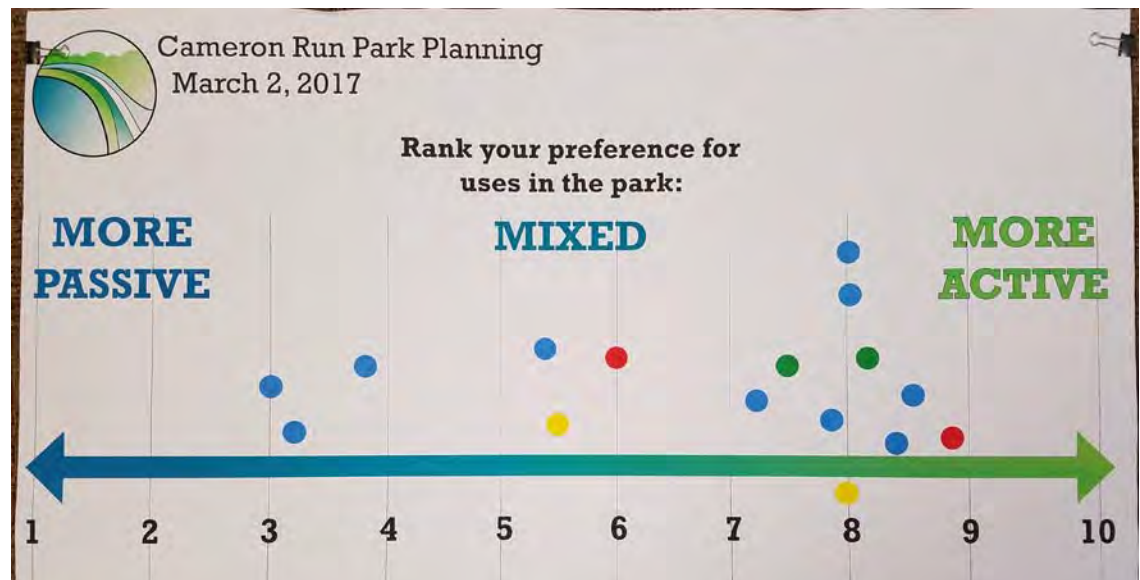 Cameron Run Park Planning
March 2, 2017
Rank your preference for
uses in the park:
MORE
PASSIVE
MIXED
MORE
ACTIVE
1 2 3 4 5 6 7 8 9 10